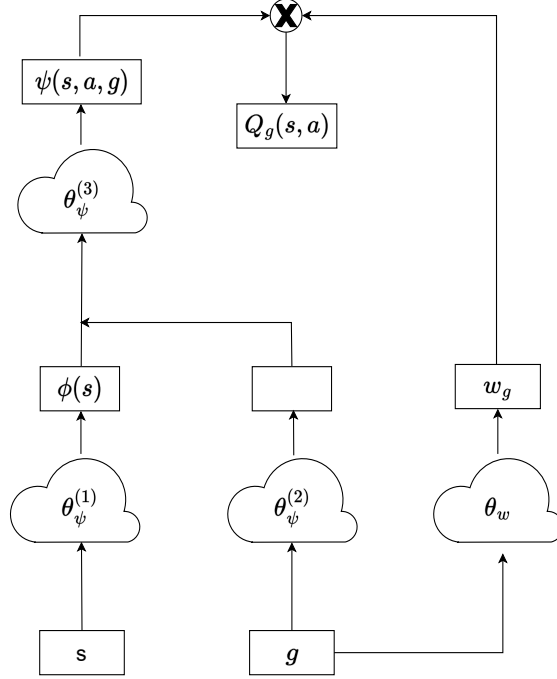 X
ψ(s, a, g)
Q_g(s, a)
θ_ψ^(3)
ϕ(s)
w_g
θ_ψ^(1)
θ_ψ^(2)
θ_w
s
g